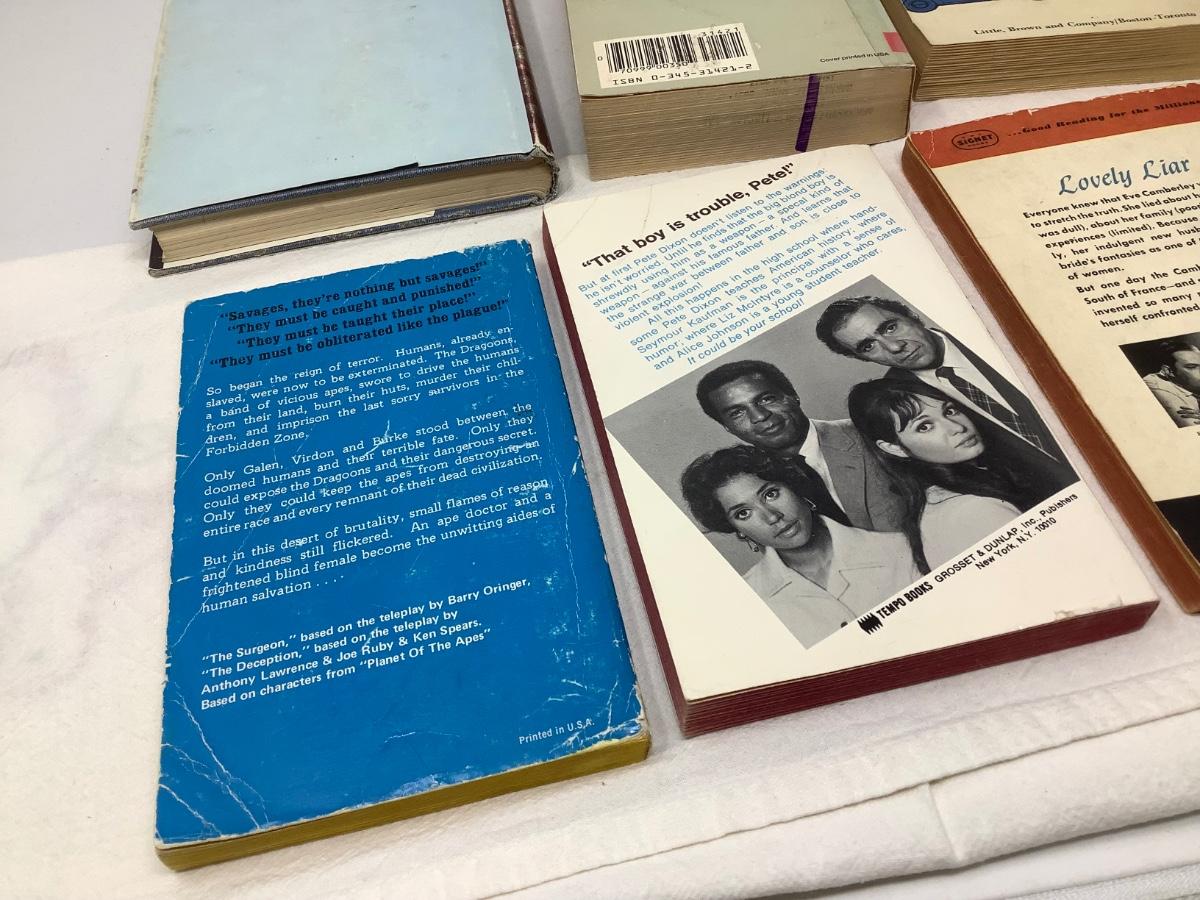 31421
0
70999 00350
ISBN 0-345-31421-2
Cover printed in USA
Little, Brown and Company/Boston·Toronto
SIGNET
BOOKS
...Good Reading for the Millions
Lovely Liar
Everyone knew that Eve Camberley
to stretch the truth. She lied about
was dull), about her family (poo
experiences (limited). Becaus
ly, her indulgent new hus
bride's fantasies as one of
of women.
But one day the Cam
South of France—and
invented so many
herself confronted
"That boy is trouble, Pete!"
But at first Pete Dixon doesn't listen to the warnings.
he isn't worried. Until he finds that the big blond boy is
shrewdly using him as a weapon — a special kind of
weapon — against his famous father. And learns that
the strange war between father and son is close to
violent explosion!
All this happens in the high school where hand-
some Pete Dixon teaches American history; where
Seymour Kaufman is the principal with a sense of
humor; where Liz McIntyre is a counselor who cares,
and Alice Johnson is a young student teacher.
It could be your school!
TEMPO BOOKS GROSSET & DUNLAP, Inc., Publishers
New York, N.Y. 10010
"Savages, they're nothing but savages!"
"They must be caught and punished!"
"They must be taught their place!"
"They must be obliterated like the plague!"
So began the reign of terror. Humans, already en-
slaved, were now to be exterminated. The Dragoons,
a band of vicious apes, swore to drive the humans
from their land, burn their huts, murder their chil-
dren, and imprison the last sorry survivors in the
Forbidden Zone.
Only Galen, Virdon and Burke stood between the
doomed humans and their terrible fate. Only they
could expose the Dragoons and their dangerous secret.
Only they could keep the apes from destroying an
entire race and every remnant of their dead civilization.
But in this desert of brutality, small flames of reason
and kindness still flickered. An ape doctor and a
frightened blind female become the unwitting aides of
human salvation . . . .
"The Surgeon," based on the teleplay by Barry Oringer,
"The Deception," based on the teleplay by
Anthony Lawrence & Joe Ruby & Ken Spears.
Based on characters from "Planet Of The Apes"
Printed in U.S.A.